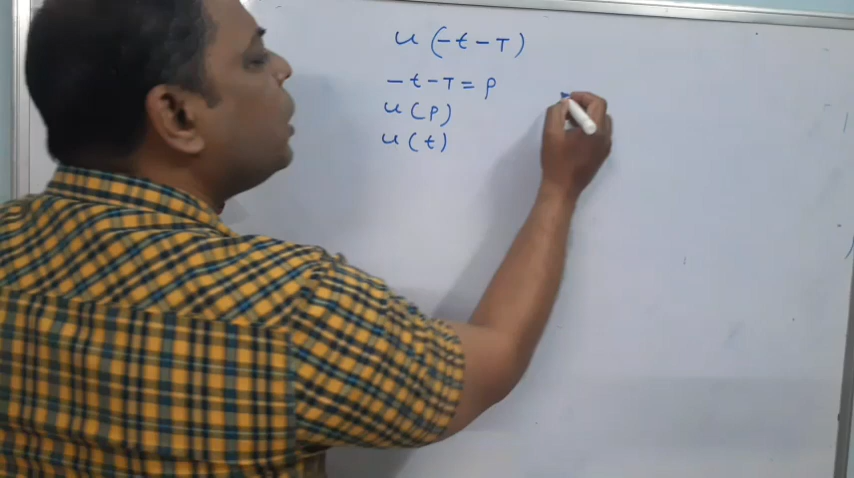 u (-t-T)
-t-T = P
u (P)
u (t)